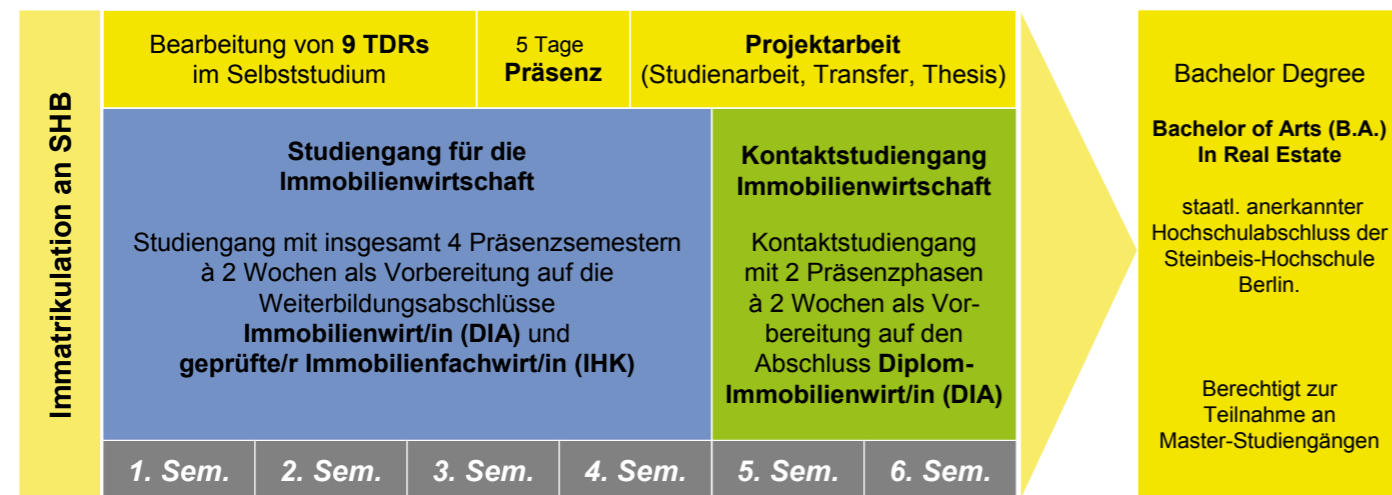 Immatrikulation an SHB
Bearbeitung von 9 TDRs
im Selbststudium
5 Tage
Präsenz
Projektarbeit
(Studienarbeit, Transfer, Thesis)
Studiengang für die
Immobilienwirtschaft
Studiengang mit insgesamt 4 Präsenzsemestern
à 2 Wochen als Vorbereitung auf die
Weiterbildungsabschlüsse
Immobilienwirt/in (DIA) und
geprüfte/r Immobilienfachwirt/in (IHK)
Kontaktstudiengang
Immobilienwirtschaft
Kontaktstudiengang
mit 2 Präsenzphasen
à 2 Wochen als Vor-
bereitung auf den
Abschluss Diplom-
Immobilienwirt/in (DIA)
1. Sem.
2. Sem.
3. Sem.
4. Sem.
5. Sem.
6. Sem.
Bachelor Degree
Bachelor of Arts (B.A.)
In Real Estate
staatl. anerkannter
Hochschulabschluss der
Steinbeis-Hochschule
Berlin.
Berechtigt zur
Teilnahme an
Master-Studiengängen